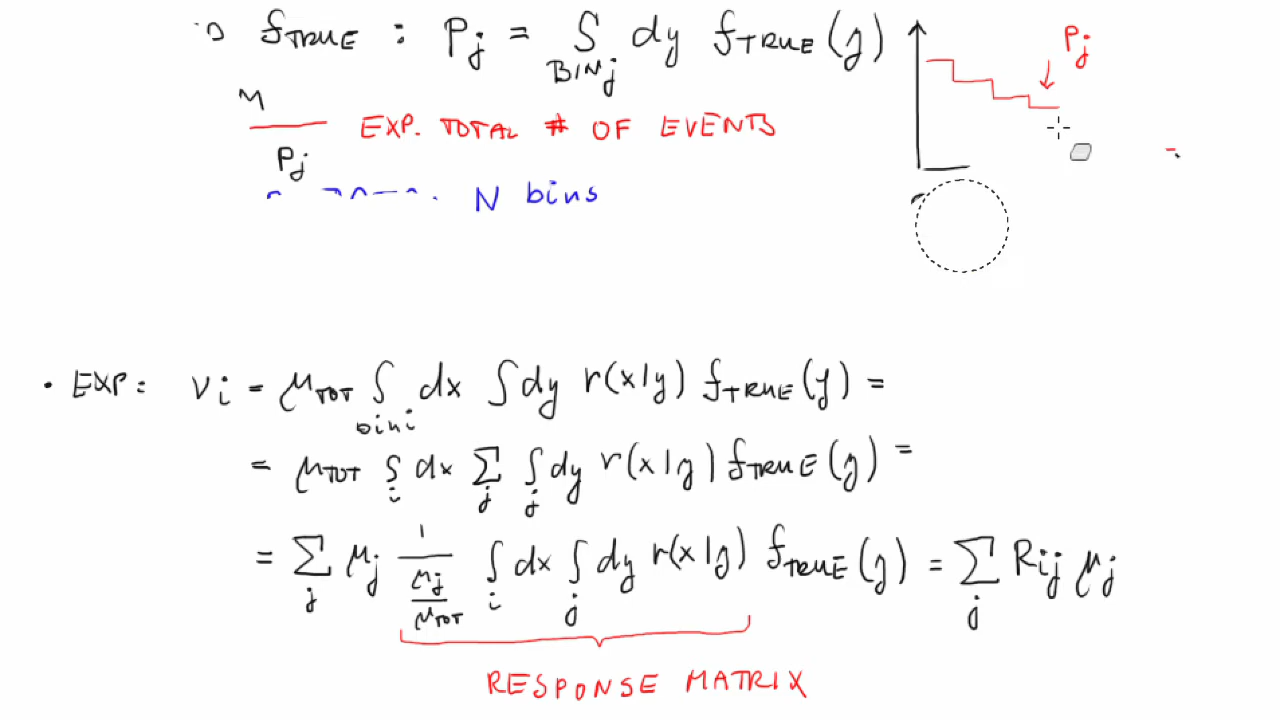 f_TRUE : P_j = ∫_BIN j dy f_TRUE(y)
P_j
μ
P_j
EXP. TOTAL # OF EVENTS
N bins
• EXP: ν_i = μ_TOT ∫_bin i dx ∫ dy r(x|y) f_TRUE(y) =
= μ_TOT ∫_i dx Σ_j ∫_j dy r(x|y) f_TRUE(y) =
= Σ_j μ_j 1/(μ_j/μ_TOT) ∫_i dx ∫_j dy r(x|y) f_TRUE(y) = Σ_j R_ij μ_j
RESPONSE MATRIX